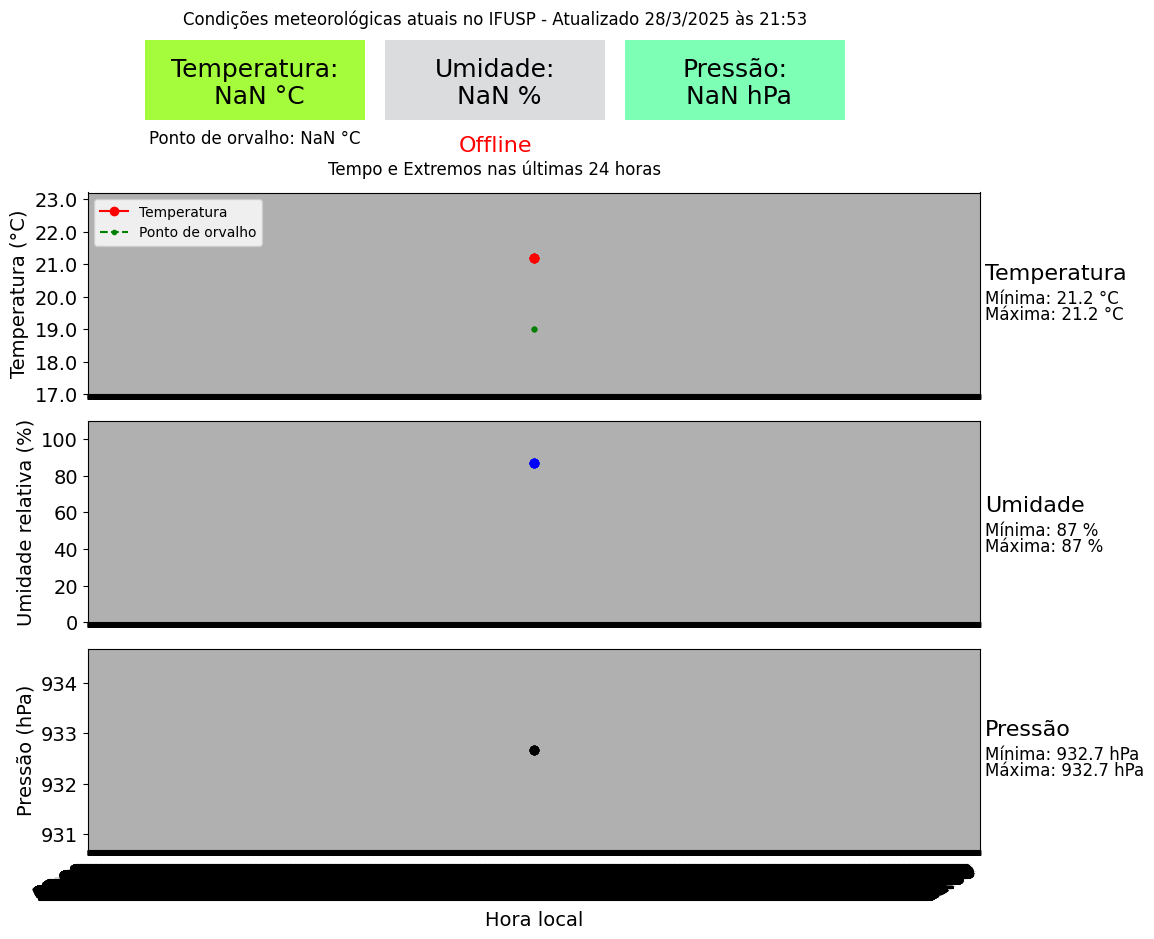 Condições meteorológicas atuais no IFUSP - Atualizado 28/3/2025 às 21:53
Temperatura:
NaN °C
Umidade:
NaN %
Pressão:
NaN hPa
Ponto de orvalho: NaN °C
Offline
Tempo e Extremos nas últimas 24 horas
Temperatura (°C)
23.0
22.0
21.0
20.0
19.0
18.0
17.0
Temperatura
Ponto de orvalho
Temperatura
Mínima: 21.2 °C
Máxima: 21.2 °C
Umidade relativa (%)
100
80
60
40
20
0
Umidade
Mínima: 87 %
Máxima: 87 %
Pressão (hPa)
934
933
932
931
Pressão
Mínima: 932.7 hPa
Máxima: 932.7 hPa
Hora local